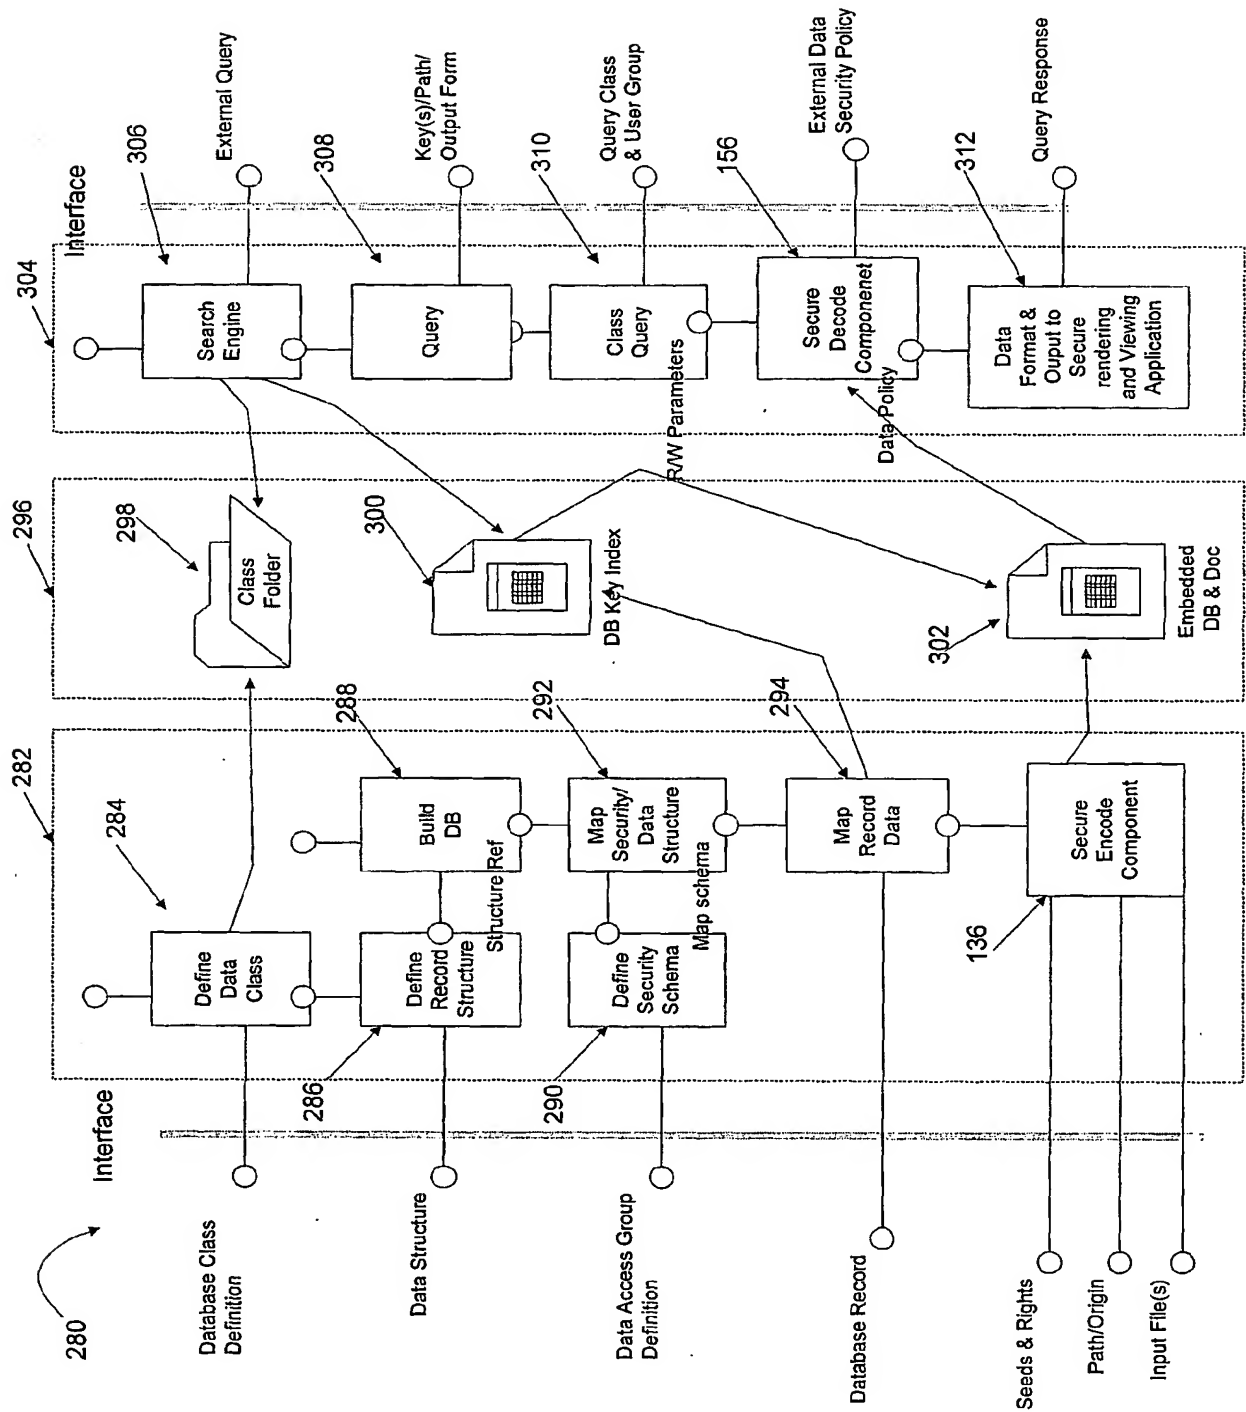 280
Interface
Database Class
Definition
Data Structure
Data Access Group
Definition
Database Record
Seeds & Rights
Path/Origin
Input File(s)
282
284
Define
Data
Class
286
Define
Record
Structure
Structure Ref
288
Build
DB
290
Define
Security
Schema
Map schema
292
Map
Security/
Data
Structure
294
Map
Record
Data
136
Secure
Encode
Component
296
298
Class
Folder
300
DB Key Index
302
Embedded
DB & Doc
304
Interface
306
Search
Engine
External Query
308
Query
Key(s)/Path/
Output Form
310
Class
Query
R/W Parameters
Query Class
& User Group
156
Secure
Decode
Componenet
Data Policy
External Data
Security Policy
312
Data
Format &
Ouput to
Secure
rendering
and Viewing
Application
Query Response